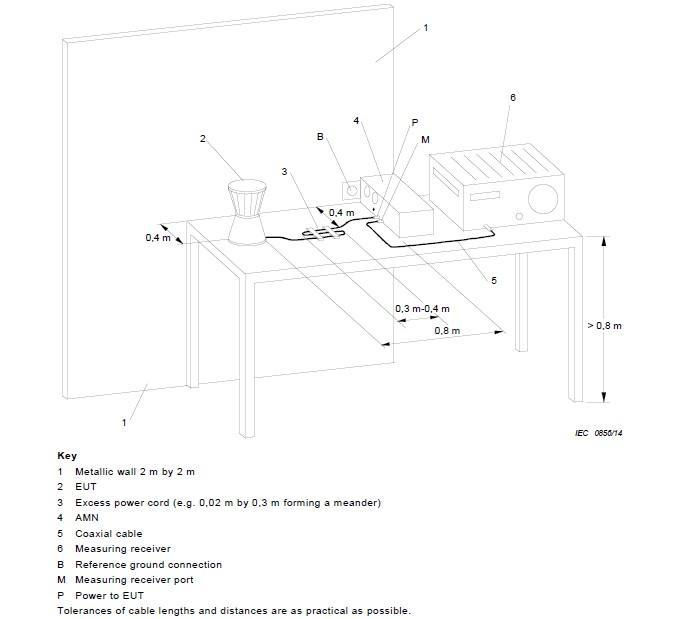 1
6
4
P
B
M
2
3
0,4 m
0,4 m
5
0,3 m-0,4 m
> 0,8 m
0,8 m
1
IEC 0856/14
Key
1 Metallic wall 2 m by 2 m
2 EUT
3 Excess power cord (e.g. 0,02 m by 0,3 m forming a meander)
4 AMN
5 Coaxial cable
6 Measuring receiver
B Reference ground connection
M Measuring receiver port
P Power to EUT
Tolerances of cable lengths and distances are as practical as possible.